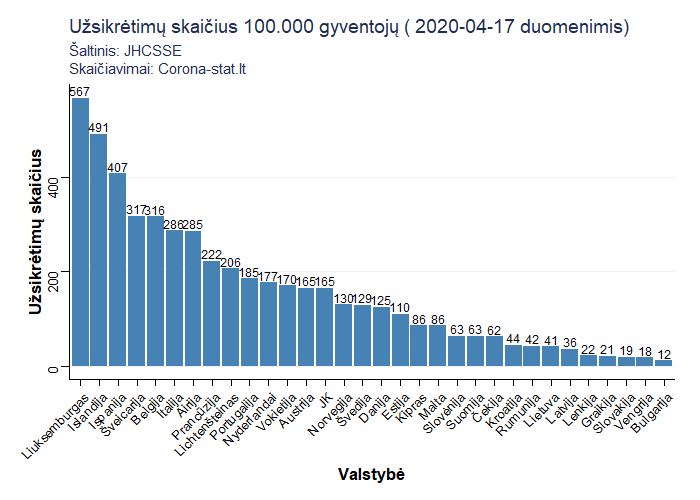 Užsikrėtimų skaičius 100.000 gyventojų ( 2020-04-17 duomenimis)
Šaltinis: JHCSSE
Skaičiavimai: Corona-stat.lt
Užsikrėtimų skaičius
400
200
0
567
491
407
317
316
286
285
222
206
185
177
170
165
165
130
129
125
110
86
86
63
63
62
44
42
41
36
22
21
19
18
12
Liuksemburgas
Islandija
Ispanija
Šveicarija
Belgija
Italija
Airija
Prancūzija
Lichtenšteinas
Portugalija
Nyderlandai
Vokietija
Austrija
JK
Norvegija
Švedija
Danija
Estija
Kipras
Malta
Slovėnija
Suomija
Čekija
Kroatija
Rumunija
Lietuva
Latvija
Lenkija
Graikija
Slovakija
Vengrija
Bulgarija
Valstybė